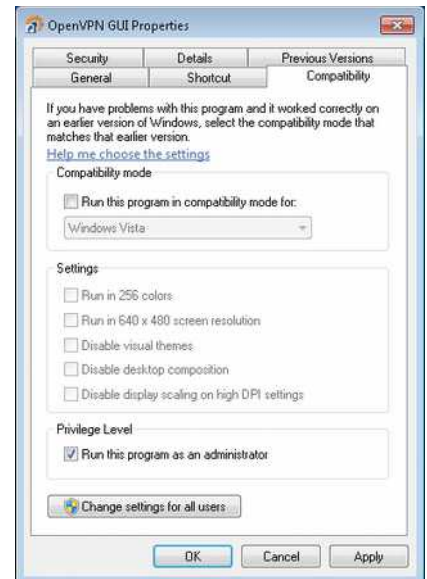 OpenVPN GUI Properties
Security Details Previous Versions
General Shortcut Compatibility
If you have problems with this program and it worked correctly on
an earlier version of Windows, select the compatibility mode that
matches that earlier version.
Help me choose the settings
Compatibility mode
Run this program in compatibility mode for:
Windows Vista
Settings
Run in 256 colors
Run in 640 x 480 screen resolution
Disable visual themes
Disable desktop composition
Disable display scaling on high DPI settings
Privilege Level
Run this program as an administrator
Change settings for all users
OK Cancel Apply